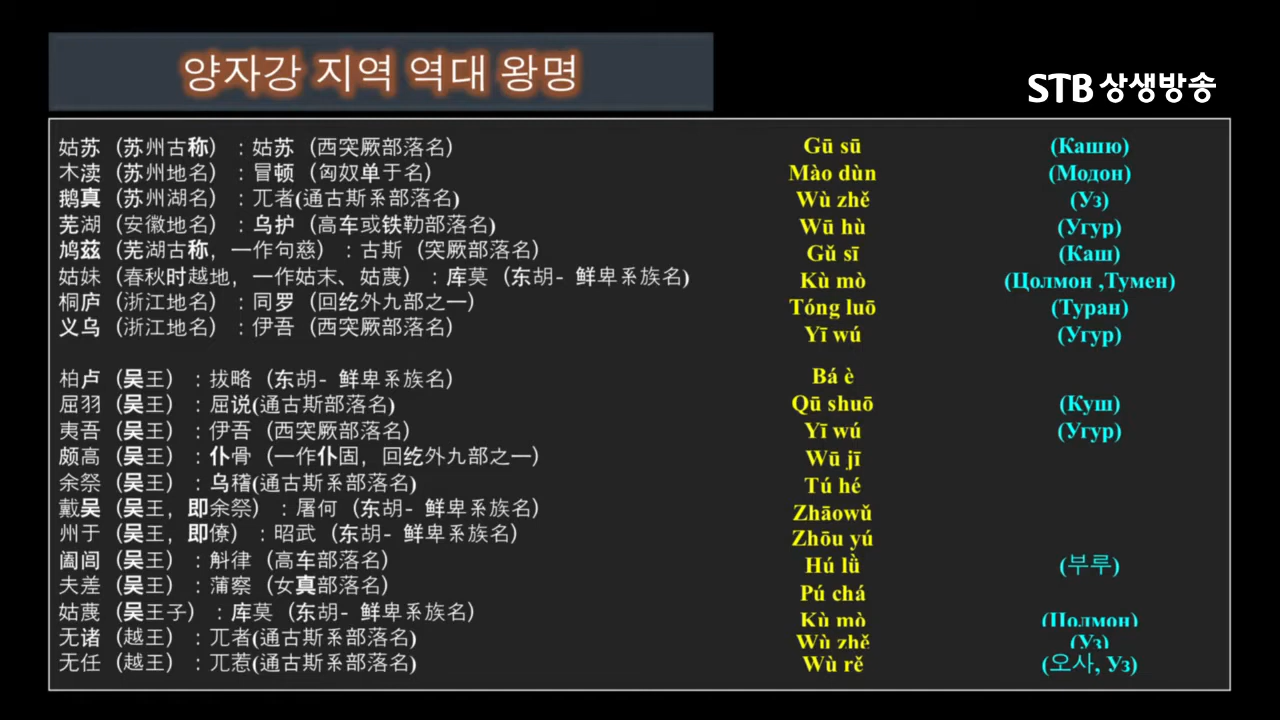 양자강 지역 역대 왕명
STB 상생방송
姑苏（苏州古称）：姑苏（西突厥部落名） Gū sū (Кашю)
木渎（苏州地名）：冒顿（匈奴单于名） Mào dùn (Модон)
鹅真（苏州湖名）：兀者(通古斯系部落名) Wù zhě (Уз)
芜湖（安徽地名）：乌护（高车或铁勒部落名) Wū hù (Угур)
鸠兹（芜湖古称，一作句慈）：古斯（突厥部落名） Gǔ sī (Каш)
姑妹（春秋时越地，一作姑末、姑蔑）：库莫（东胡- 鲜卑系族名) Kù mò (Цолмон ,Тумен)
桐庐（浙江地名）：同罗（回纥外九部之一） Tóng luō (Туран)
义乌（浙江地名）：伊吾（西突厥部落名） Yī wú (Угур)
柏卢（吴王）：拔略（东胡- 鲜卑系族名） Bá è
屈羽（吴王）：屈说(通古斯部落名) Qū shuō (Куш)
夷吾（吴王）：伊吾（西突厥部落名） Yī wú (Угур)
颇高（吴王）：仆骨（一作仆固，回纥外九部之一） Wū jī
余祭（吴王）：乌稽(通古斯系部落名) Tú hé
戴吴（吴王，即余祭）：屠何（东胡- 鲜卑系族名） Zhāowǔ
州于（吴王，即僚）：昭武（东胡- 鲜卑系族名） Zhōu yú
阖闾（吴王）：斛律（高车部落名） Hú lǜ (부루)
夫差（吴王）：蒲察（女真部落名） Pú chá
姑蔑（吴王子）：库莫（东胡- 鲜卑系族名） Kù mò (Цолмон)
无诸（越王）：兀者(通古斯系部落名) Wù zhě (Уз)
无任（越王）：兀惹(通古斯系部落名) Wù rě (오사, Уз)